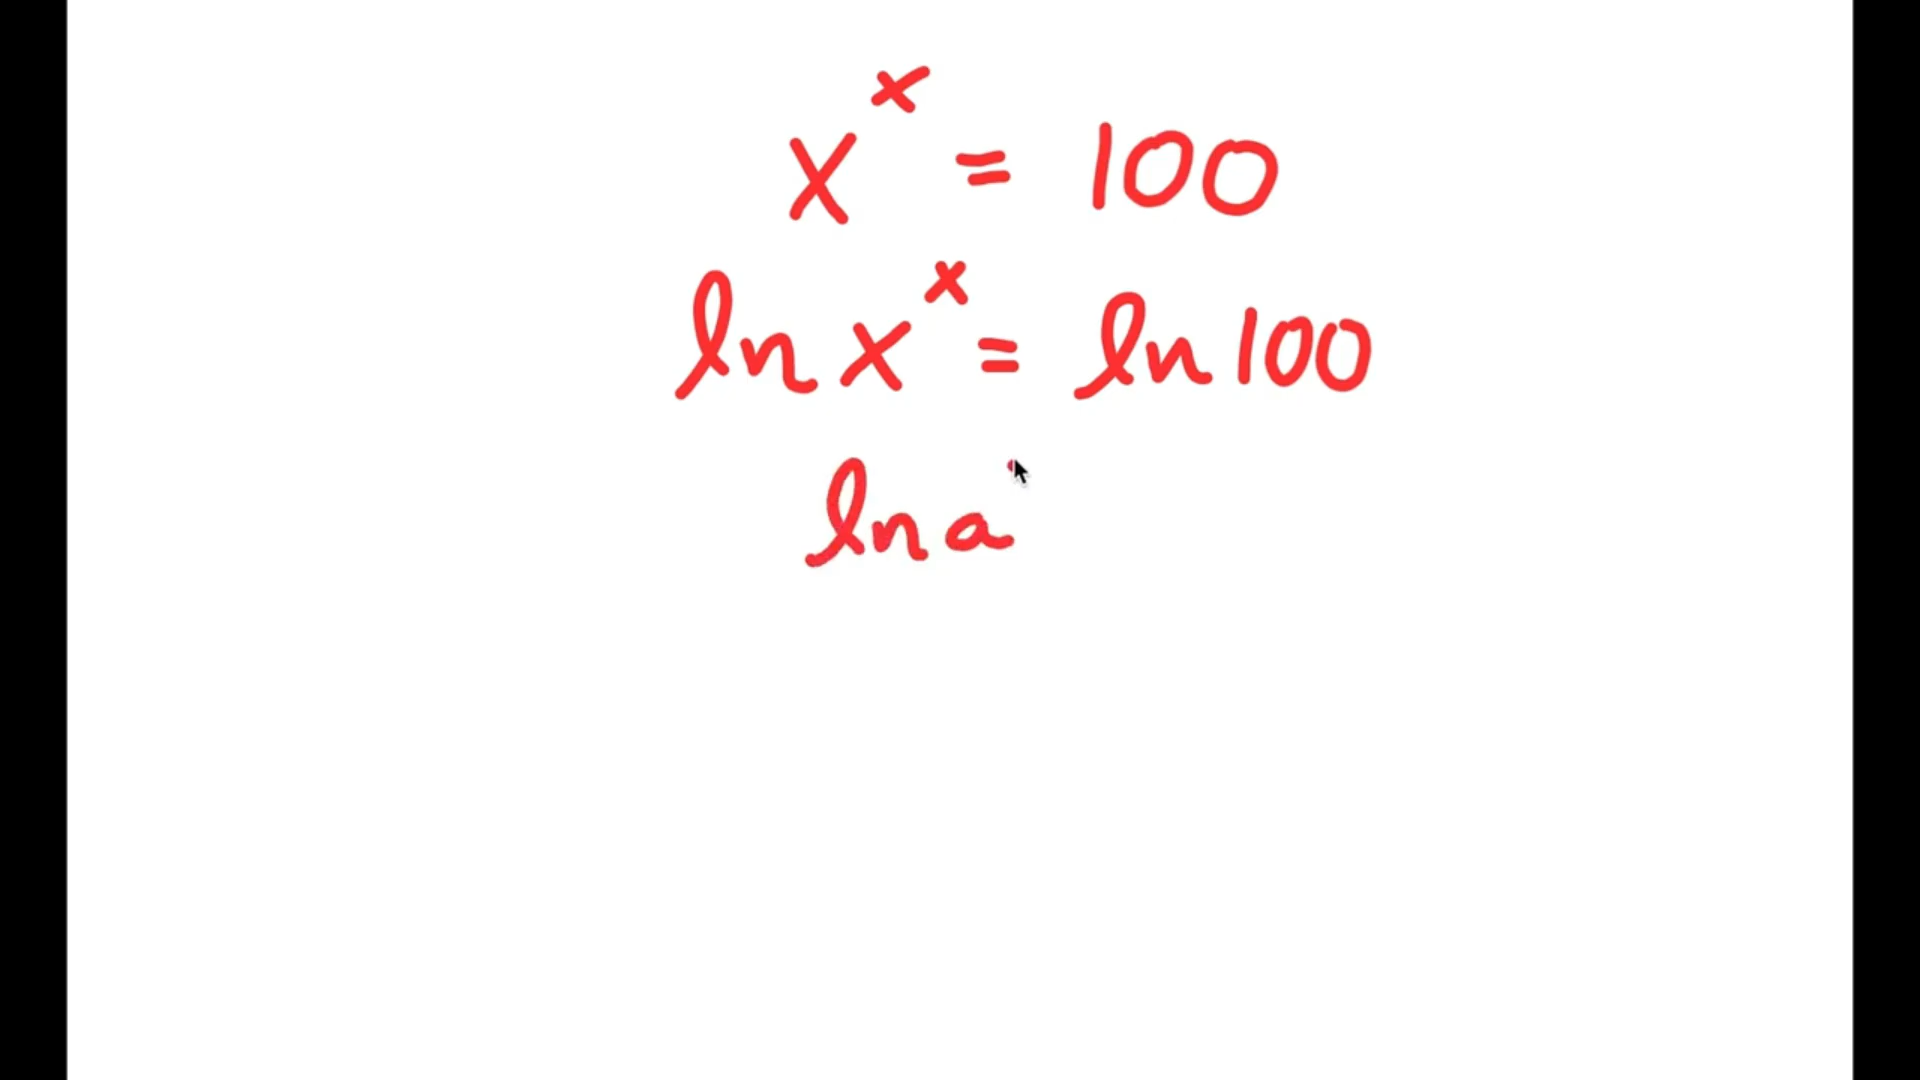 x^x = 100
ln x^x = ln 100
ln a